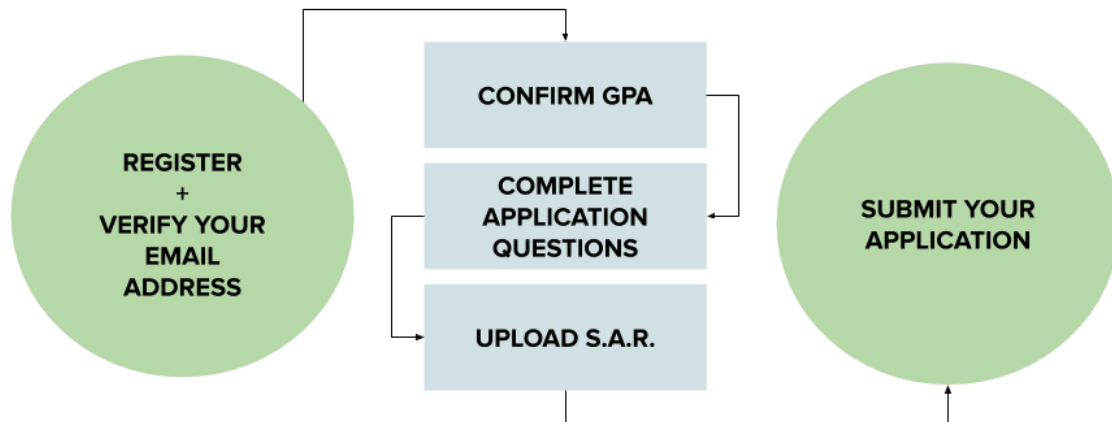 REGISTER
+
VERIFY YOUR
EMAIL
ADDRESS
CONFIRM GPA
COMPLETE
APPLICATION
QUESTIONS
UPLOAD S.A.R.
SUBMIT YOUR
APPLICATION